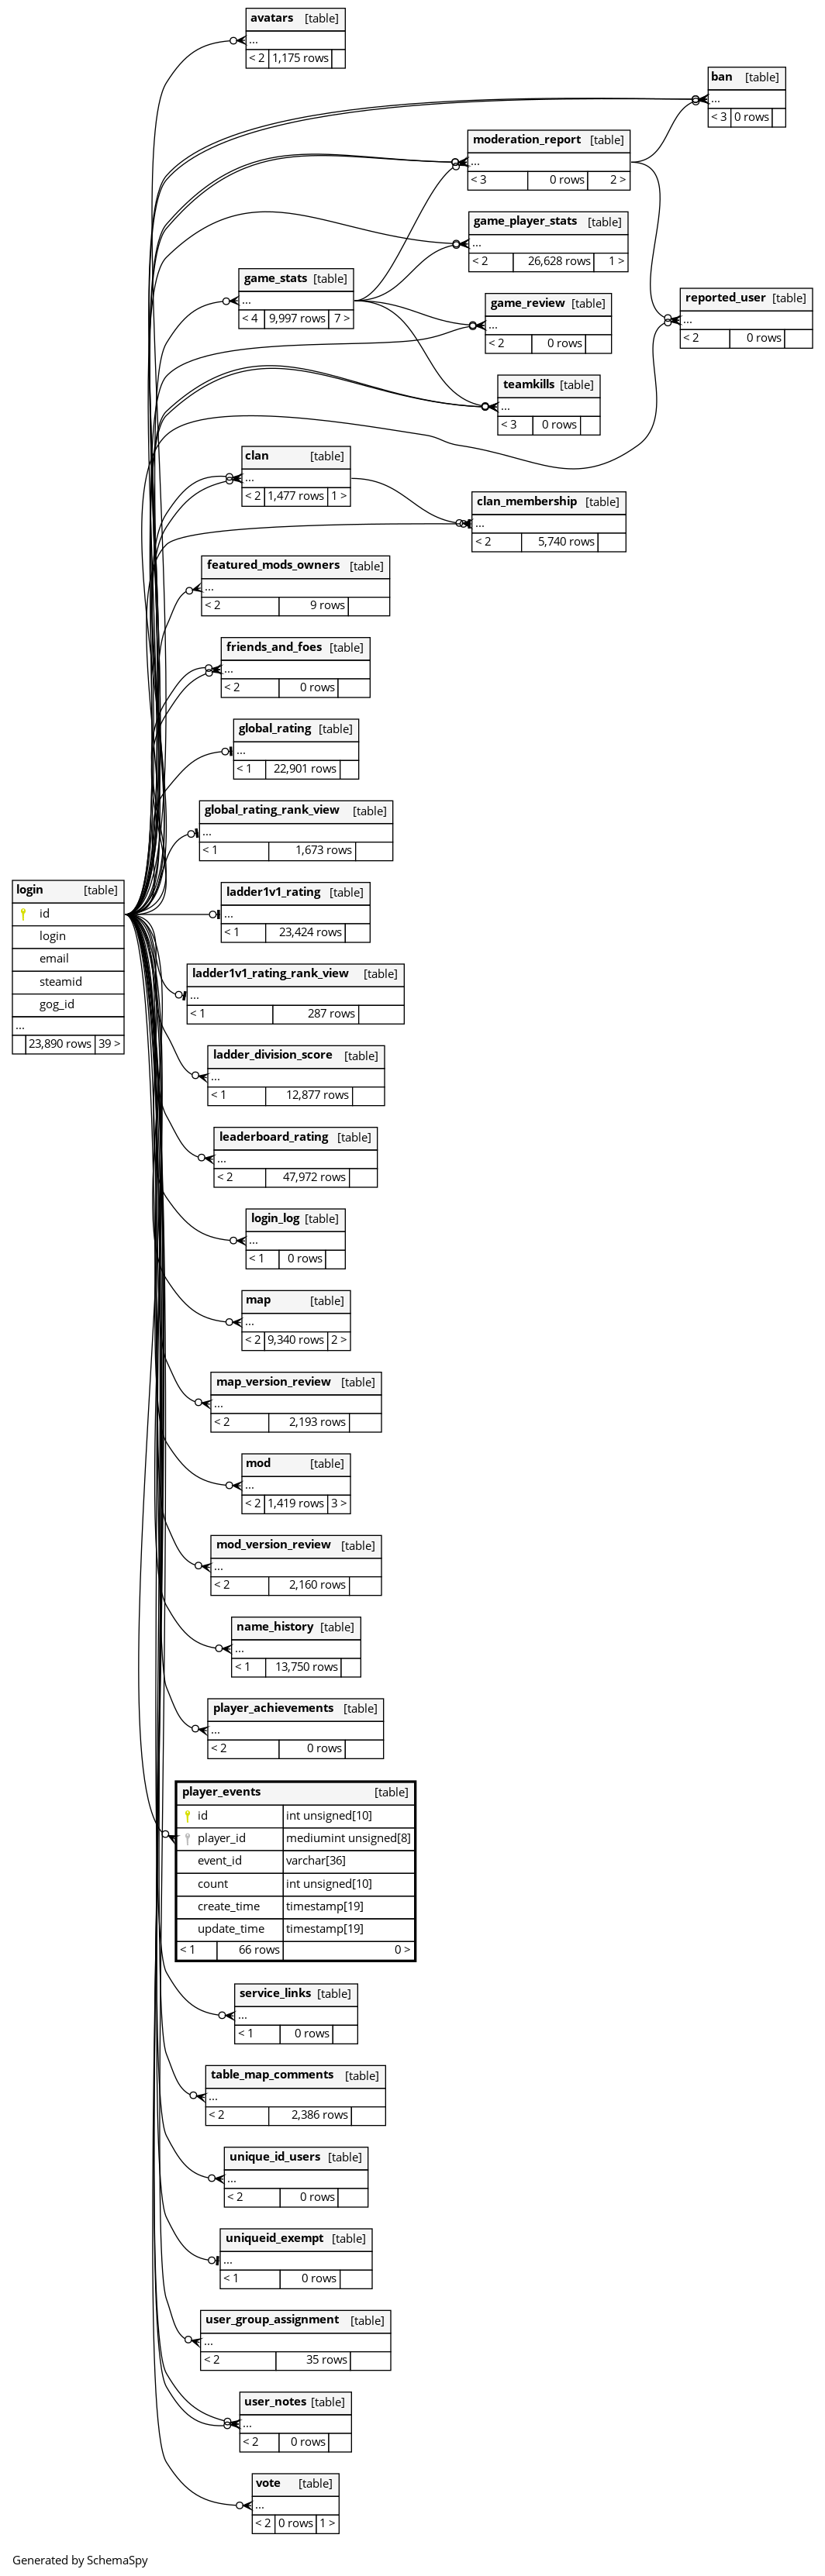 avatars [table]
...
< 2 1,175 rows
ban [table]
...
< 3 0 rows
moderation_report [table]
...
< 3 0 rows 2 >
game_player_stats [table]
...
< 2 26,628 rows 1 >
game_stats [table]
...
< 4 9,997 rows 7 >
game_review [table]
...
< 2 0 rows
reported_user [table]
...
< 2 0 rows
teamkills [table]
...
< 3 0 rows
clan [table]
...
< 2 1,477 rows 1 >
clan_membership [table]
...
< 2 5,740 rows
featured_mods_owners [table]
...
< 2 9 rows
friends_and_foes [table]
...
< 2 0 rows
global_rating [table]
...
< 1 22,901 rows
global_rating_rank_view [table]
...
< 1 1,673 rows
login [table]
id
login
email
steamid
gog_id
...
23,890 rows 39 >
ladder1v1_rating [table]
...
< 1 23,424 rows
ladder1v1_rating_rank_view [table]
...
< 1 287 rows
ladder_division_score [table]
...
< 1 12,877 rows
leaderboard_rating [table]
...
< 2 47,972 rows
login_log [table]
...
< 1 0 rows
map [table]
...
< 2 9,340 rows 2 >
map_version_review [table]
...
< 2 2,193 rows
mod [table]
...
< 2 1,419 rows 3 >
mod_version_review [table]
...
< 2 2,160 rows
name_history [table]
...
< 1 13,750 rows
player_achievements [table]
...
< 2 0 rows
player_events [table]
id int unsigned[10]
player_id mediumint unsigned[8]
event_id varchar[36]
count int unsigned[10]
create_time timestamp[19]
update_time timestamp[19]
< 1 66 rows 0 >
service_links [table]
...
< 1 0 rows
table_map_comments [table]
...
< 2 2,386 rows
unique_id_users [table]
...
< 2 0 rows
uniqueid_exempt [table]
...
< 1 0 rows
user_group_assignment [table]
...
< 2 35 rows
user_notes [table]
...
< 2 0 rows
vote [table]
...
< 2 0 rows 1 >
Generated by SchemaSpy